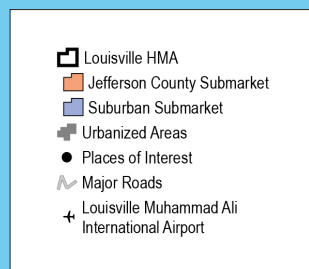 Louisville HMA
Jefferson County Submarket
Suburban Submarket
Urbanized Areas
Places of Interest
Major Roads
Louisville Muhammad Ali
International Airport